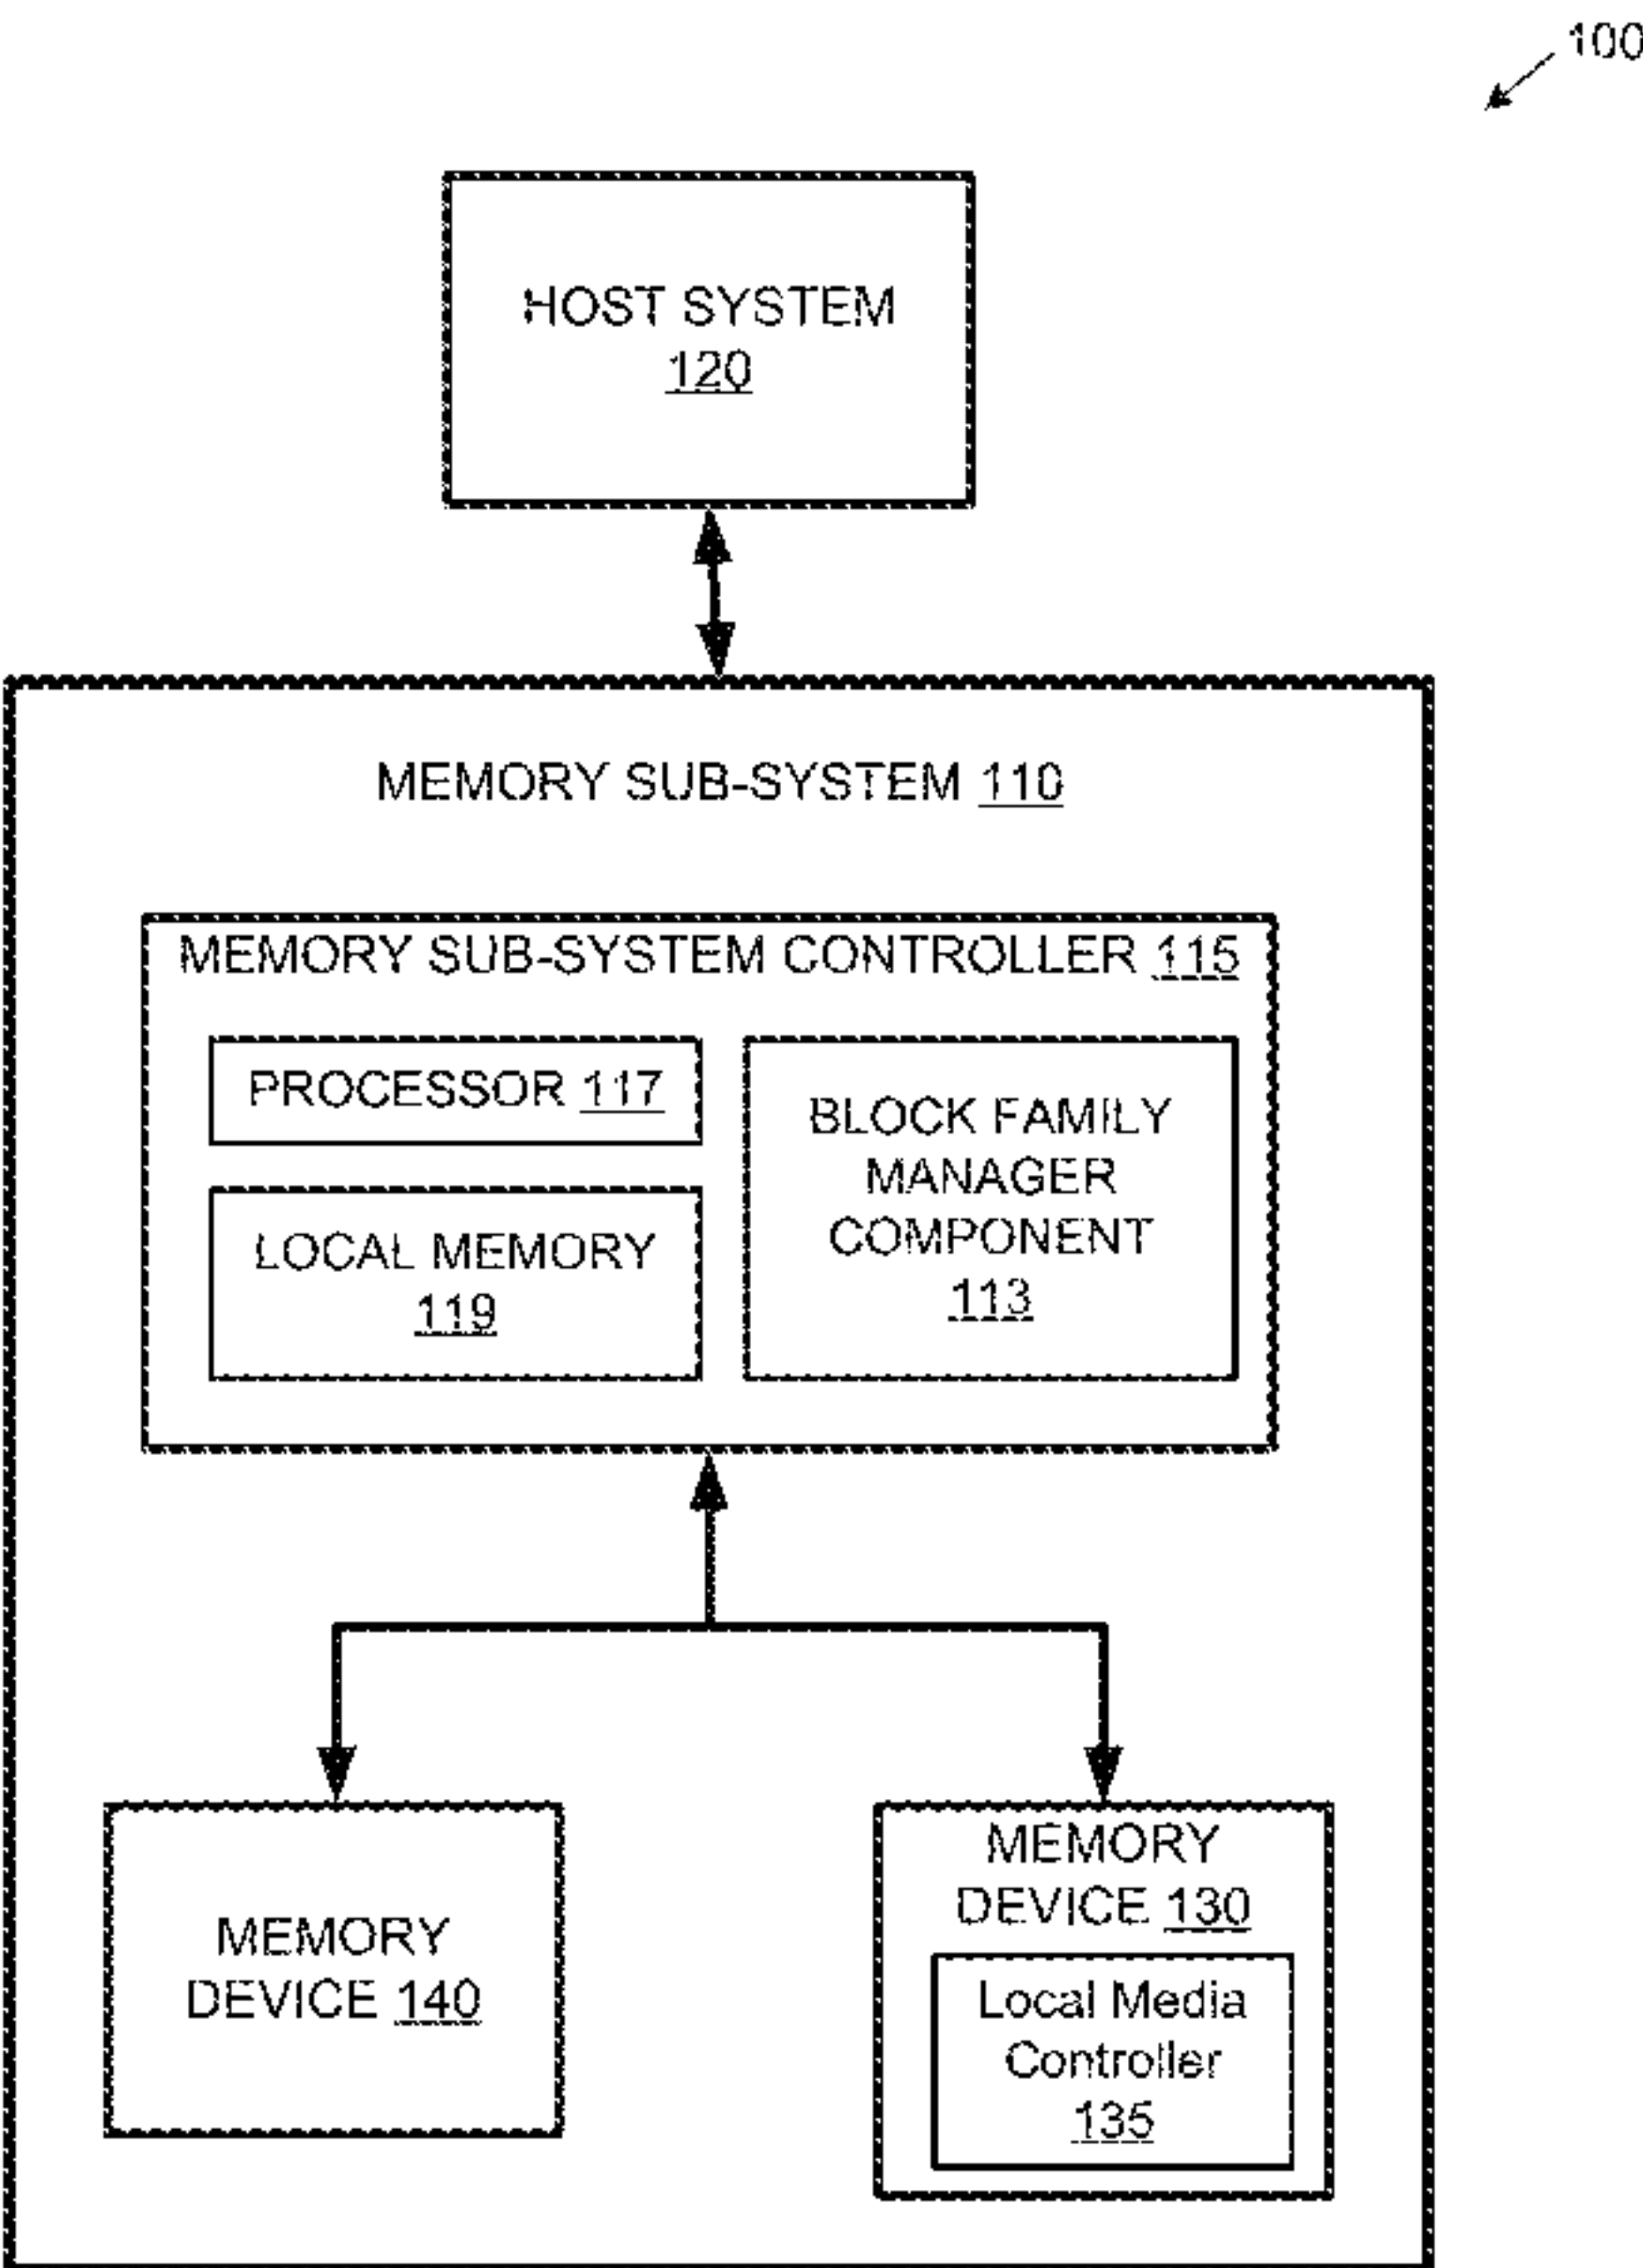 100
HOST SYSTEM
120
MEMORY SUB-SYSTEM 110
MEMORY SUB-SYSTEM CONTROLLER 115
PROCESSOR 117
LOCAL MEMORY
119
BLOCK FAMILY
MANAGER
COMPONENT
113
MEMORY
DEVICE 140
MEMORY
DEVICE 130
Local Media
Controller
135